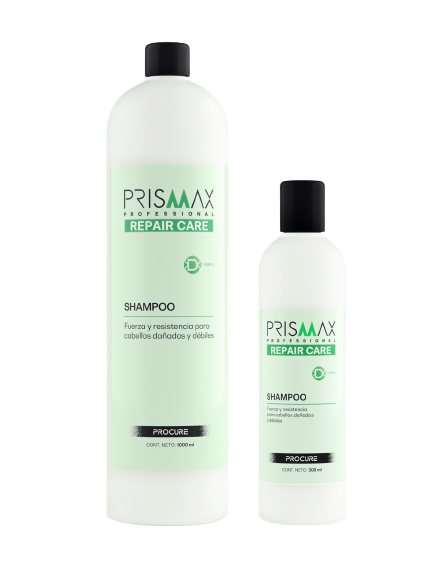 PRISMAX
PROFESSIONAL
REPAIR CARE
D
SHAMPOO
Fuerza y resistencia para
cabellos dañados y débiles
PROCURE
CONT. NETO: 1000 ml
PRISMAX
PROFESSIONAL
REPAIR CARE
D
SHAMPOO
Fuerza y resistencia
para cabellos dañados
y débiles
PROCURE
CONT. NETO: 300 ml